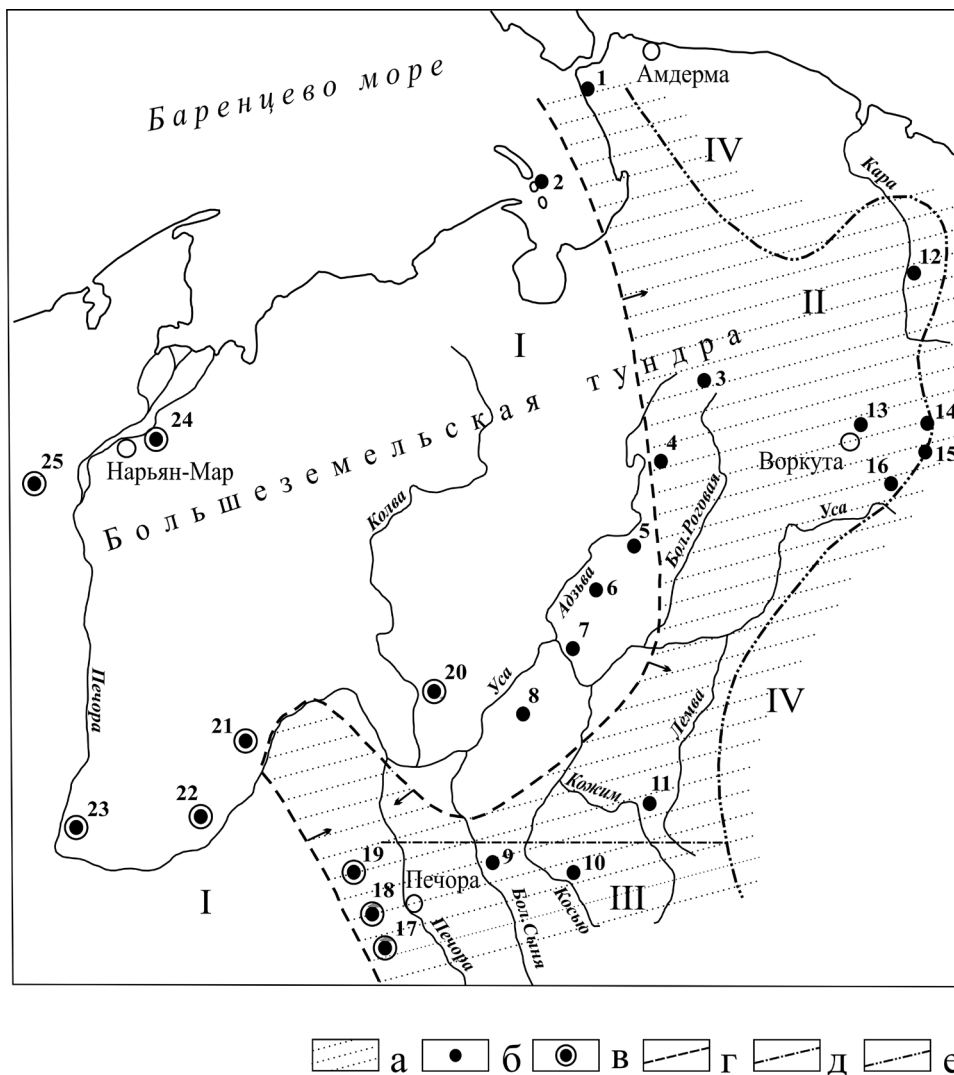 Баренцево море
Амдерма
1
IV
2
Кара
12
II
I
Большеземельская тундра
3
24
Нарьян-Мар
25
13
14
Воркута
15
4
16
Уса
Колва
Бол.Роговая
5
Адзьва
6
7
Печора
20
Уса
8
Лемва
IV
21
22
23
Кожим
11
19
9
10
Печора
I
18
III
17
Печора
Бол.Сыня
Косью
а б в г д е